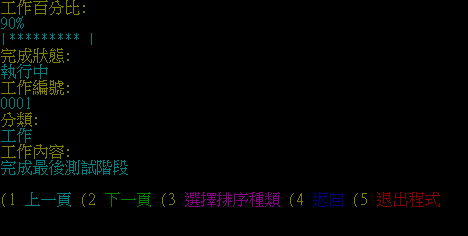 工作百分比:
90%
|********* |
完成狀態:
執行中
工作編號:
0001
分類:
工作
工作內容:
完成最後測試階段
(1 上一頁 (2 下一頁 (3 選擇排序種類 (4 返回 (5 退出程式